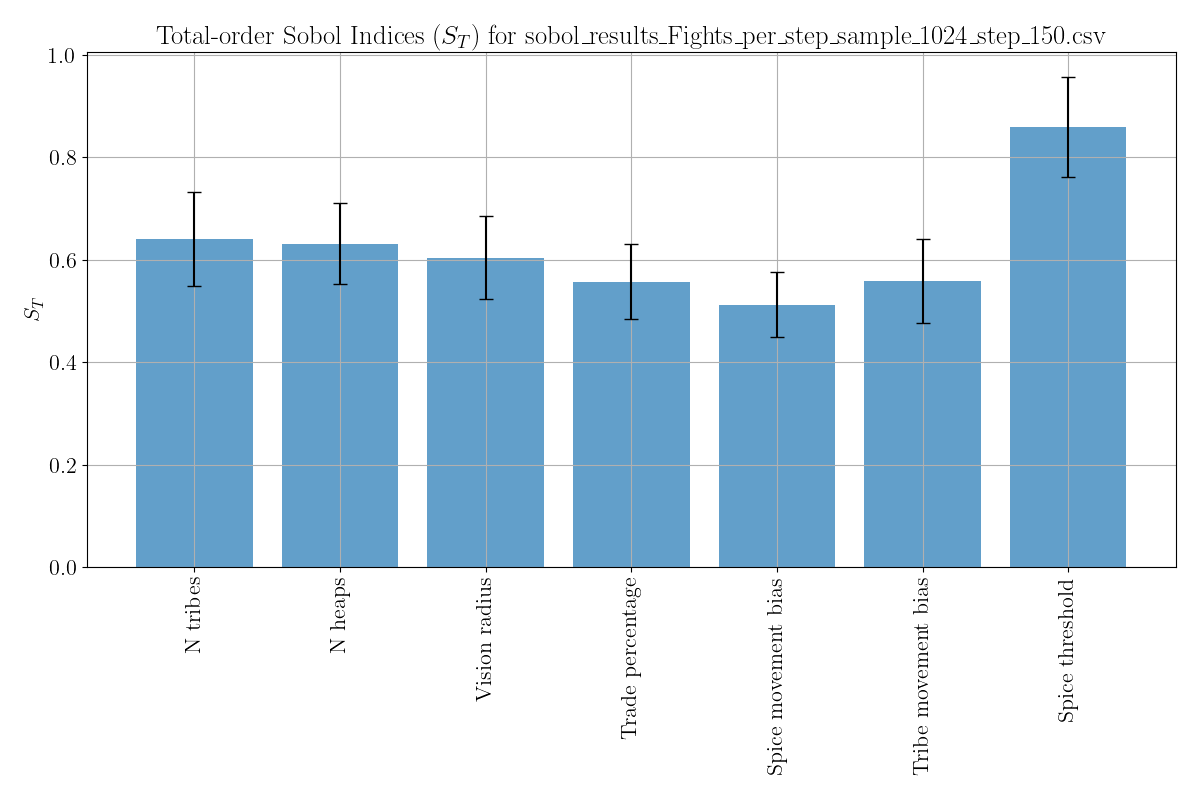 Total-order Sobol Indices (S_T) for sobol_results_Fights_per_step_sample_1024_step_150.csv
1.0
0.8
0.6
0.4
0.2
0.0
S_T
N tribes
N heaps
Vision radius
Trade percentage
Spice movement bias
Tribe movement bias
Spice threshold